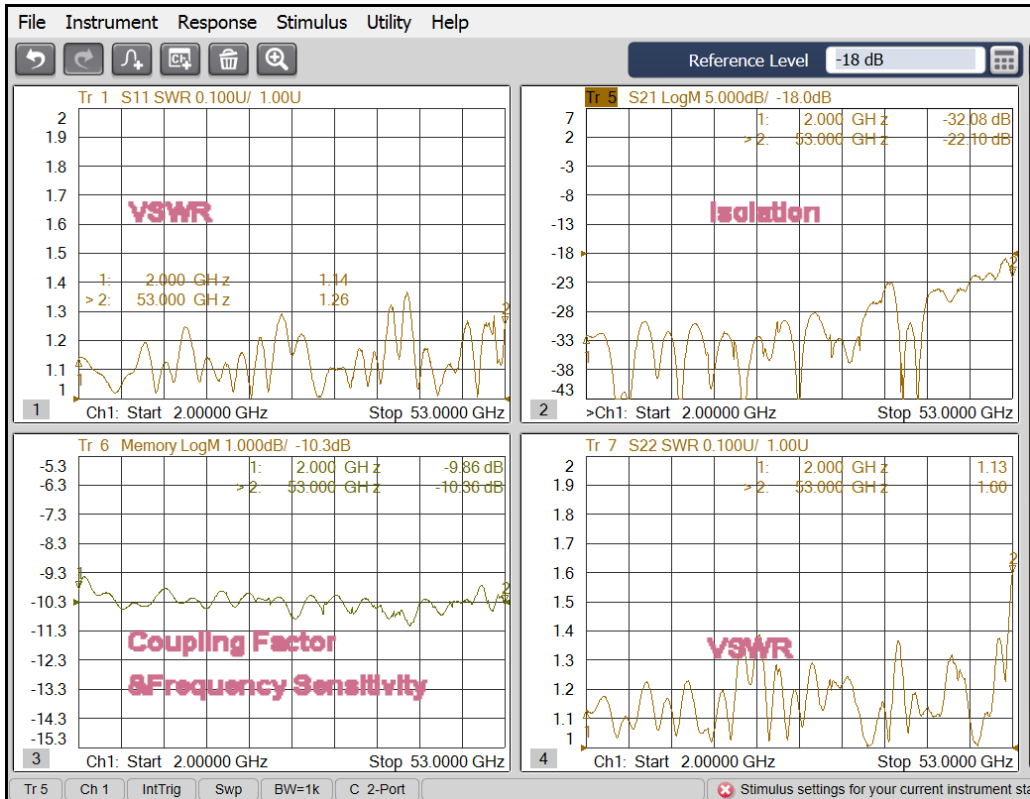 File Instrument Response Stimulus Utility Help
Reference Level -18 dB
Tr 1 S11 SWR 0.100U/ 1.00U
2
1.9
1.8
1.7
1.6
1.5
1.4
1.3
1.2
1.1
1
VSWR
1: 2.000 GHz 1.14
> 2: 53.000 GHz 1.26
2
1
1 Ch1: Start 2.00000 GHz Stop 53.0000 GHz
Tr 5 S21 LogM 5.000dB/ -18.0dB
7
2
-3
-8
-13
-18
-23
-28
-33
-38
-43
1: 2.000 GHz -32.08 dB
> 2: 53.000 GHz -22.10 dB
Isolation
2
1
2 >Ch1: Start 2.00000 GHz Stop 53.0000 GHz
Tr 6 Memory LogM 1.000dB/ -10.3dB
-5.3
-6.3
-7.3
-8.3
-9.3
-10.3
-11.3
-12.3
-13.3
-14.3
-15.3
1: 2.000 GHz -9.86 dB
> 2: 53.000 GHz -10.36 dB
1
2
Coupling Factor
&Frequency Sensitivity
3 Ch1: Start 2.00000 GHz Stop 53.0000 GHz
Tr 7 S22 SWR 0.100U/ 1.00U
2
1.9
1.8
1.7
1.6
1.5
1.4
1.3
1.2
1.1
1
1: 2.000 GHz 1.13
> 2: 53.000 GHz 1.60
2
VSWR
1
4 Ch1: Start 2.00000 GHz Stop 53.0000 GHz
Tr 5 Ch 1 IntTrig Swp BW=1k C 2-Port Stimulus settings for your current instrument sta